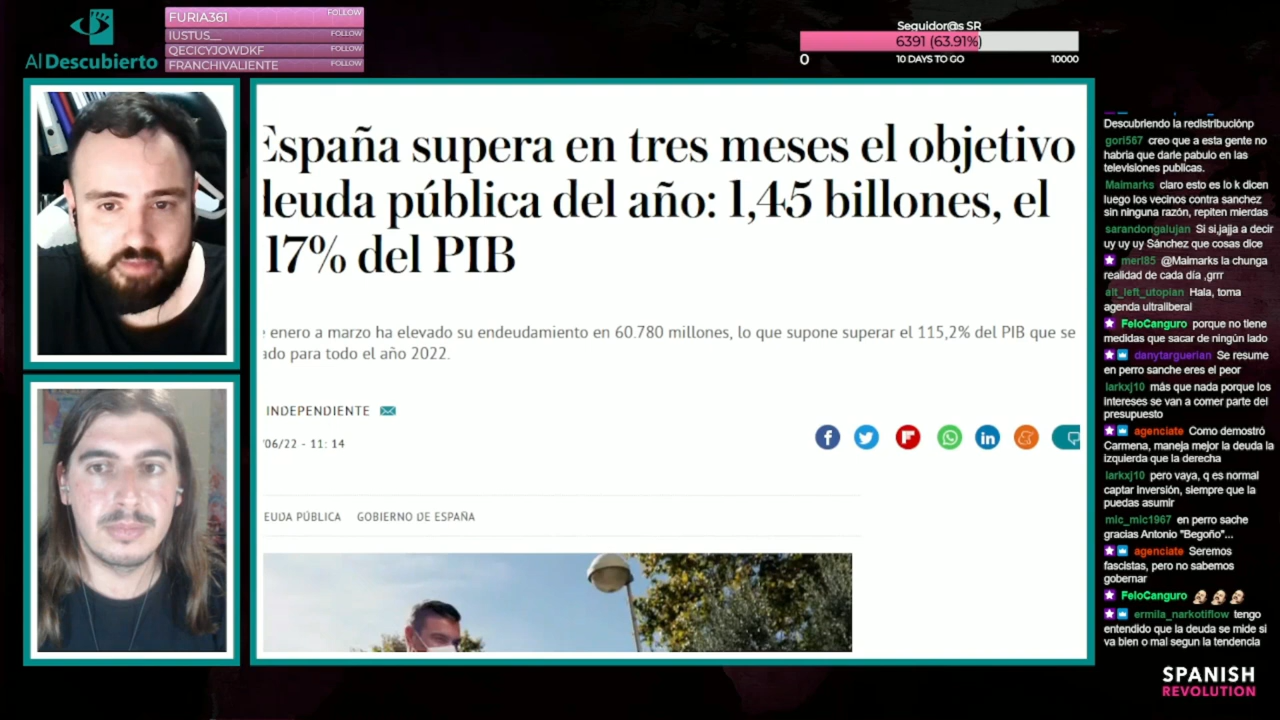 Al Descubierto
FURIA361 FOLLOW
IUSTUS__ FOLLOW
QECICYJOWDKF FOLLOW
FRANCHIVALIENTE FOLLOW
Seguidor@s SR
6391 (63.91%)
0 10 DAYS TO GO 10000
España supera en tres meses el objetivo
deuda pública del año: 1,45 billones, el
17% del PIB
enero a marzo ha elevado su endeudamiento en 60.780 millones, lo que supone superar el 115,2% del PIB que se
ado para todo el año 2022.
INDEPENDIENTE
/06/22 - 11: 14
EUDA PÚBLICA GOBIERNO DE ESPAÑA
Descubriendo la redistribuciónp
gori567 creo que a esta gente no
habria que darle pabulo en las
televisiones publicas.
Maimarks claro esto es lo k dicen
luego los vecinos contra sanchez
sin ninguna razón, repiten mierdas
sarandongalujan Si si,jajja a decir
uy uy uy Sánchez que cosas dice
meri85 @Maimarks la chunga
realidad de cada día ,grrr
alt_left_utopian Hala, toma
agenda ultraliberal
FeloCanguro porque no tiene
medidas que sacar de ningún lado
danytarguerian Se resume
en perro sanche eres el peor
larkxj10 más que nada porque los
intereses se van a comer parte del
presupuesto
agenciate Como demostró
Carmena, maneja mejor la deuda la
izquierda que la derecha
larkxj10 pero vaya, q es normal
captar inversión, siempre que la
puedas asumir
mic_mic1967 en perro sache
gracias Antonio "Begoño"...
agenciate Seremos
fascistas, pero no sabemos
gobernar
FeloCanguro
ermila_narkotiflow tengo
entendido que la deuda se mide si
va bien o mal segun la tendencia
SPANISH
REVOLUTION